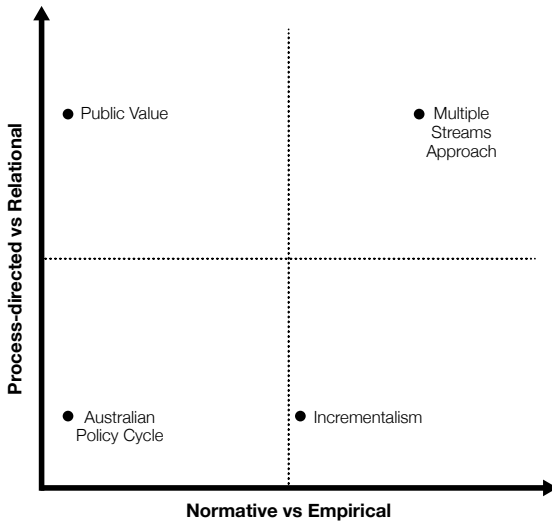 Public Value
Multiple
Streams
Approach
Process-directed vs Relational
Australian
Policy Cycle
Incrementalism
Normative vs Empirical